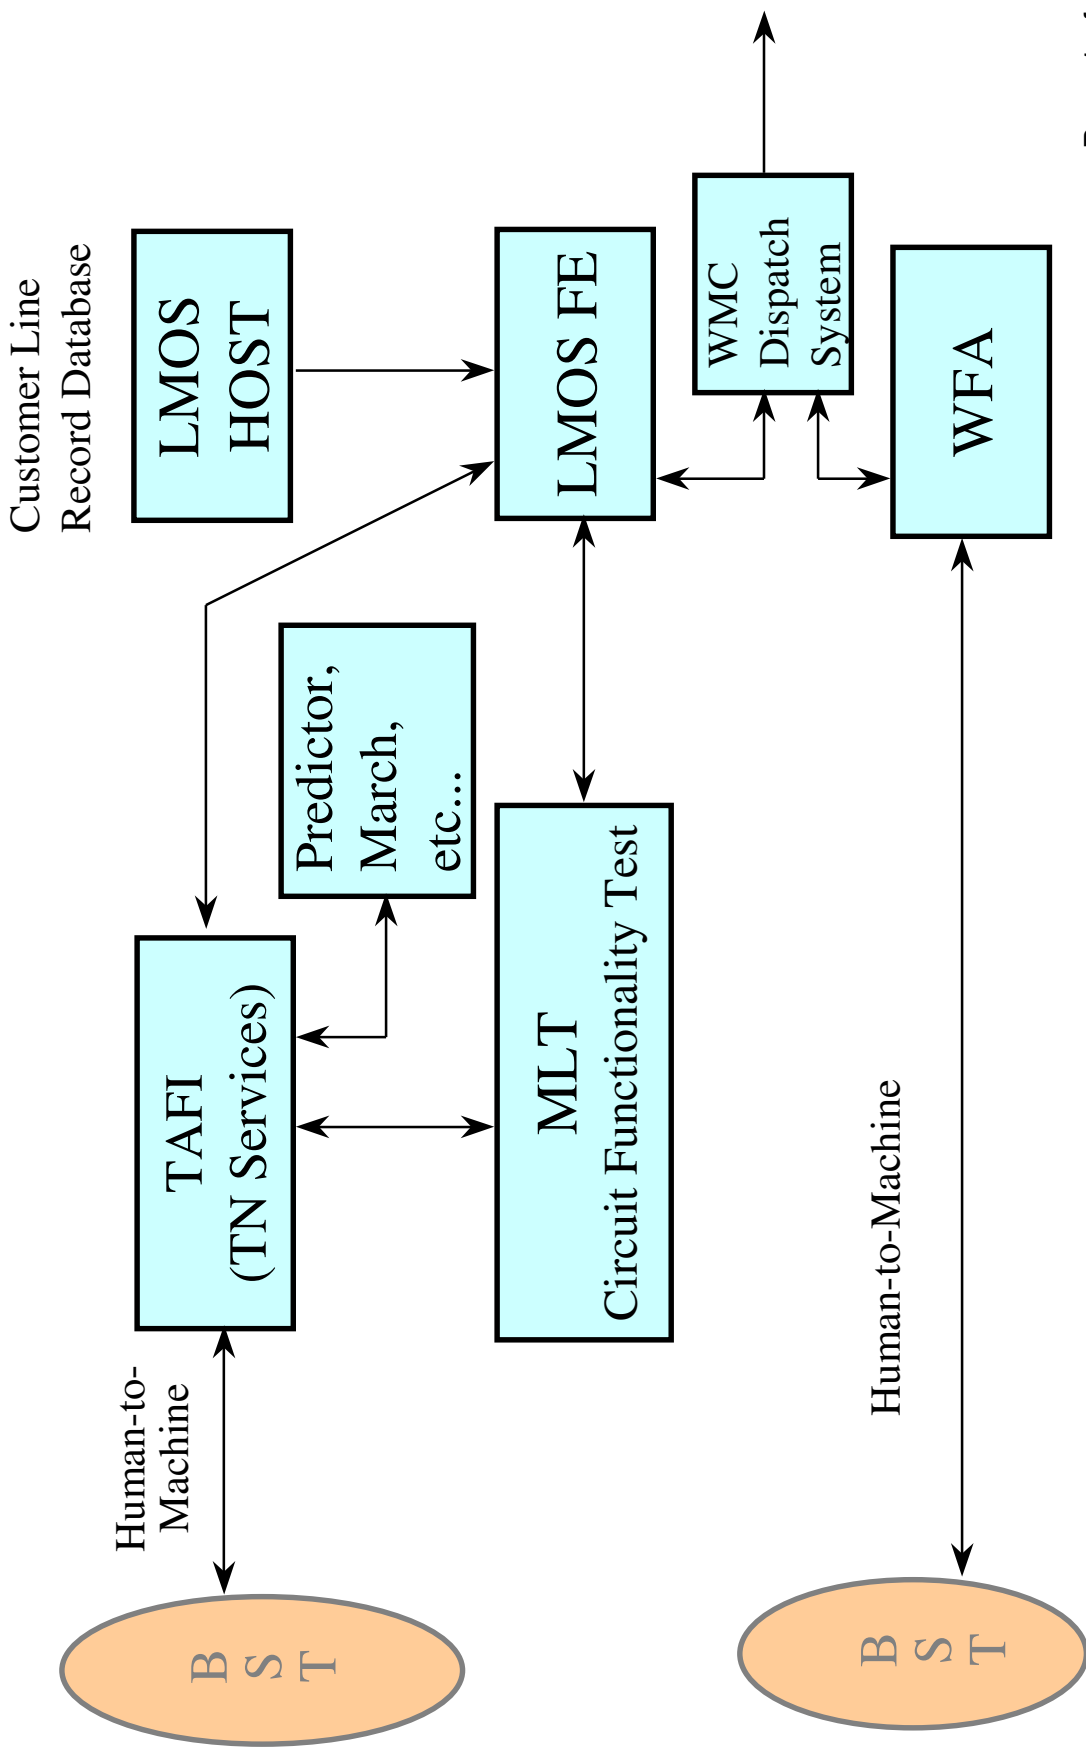 Customer Line
Record Database
LMOS
HOST
LMOS FE
WMC
Dispatch
System
WFA
Predictor,
March,
etc...
TAFI
(TN Services)
MLT
Circuit Functionality Test
Human-to-
Machine
Human-to-Machine
B
S
T
B
S
T